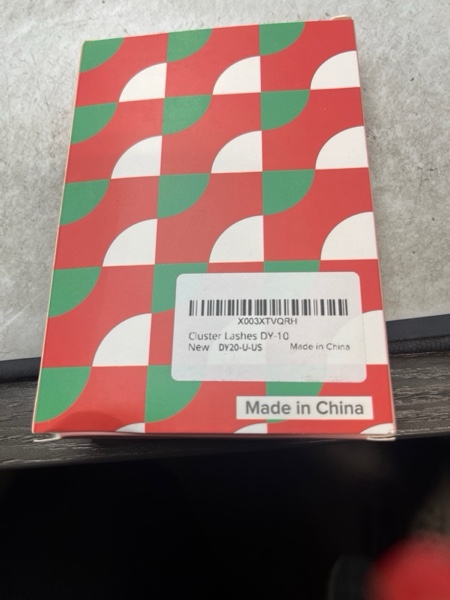 X003XTVQRH
Cluster Lashes DY-10
New DY20-U-US Made in China
Made in China